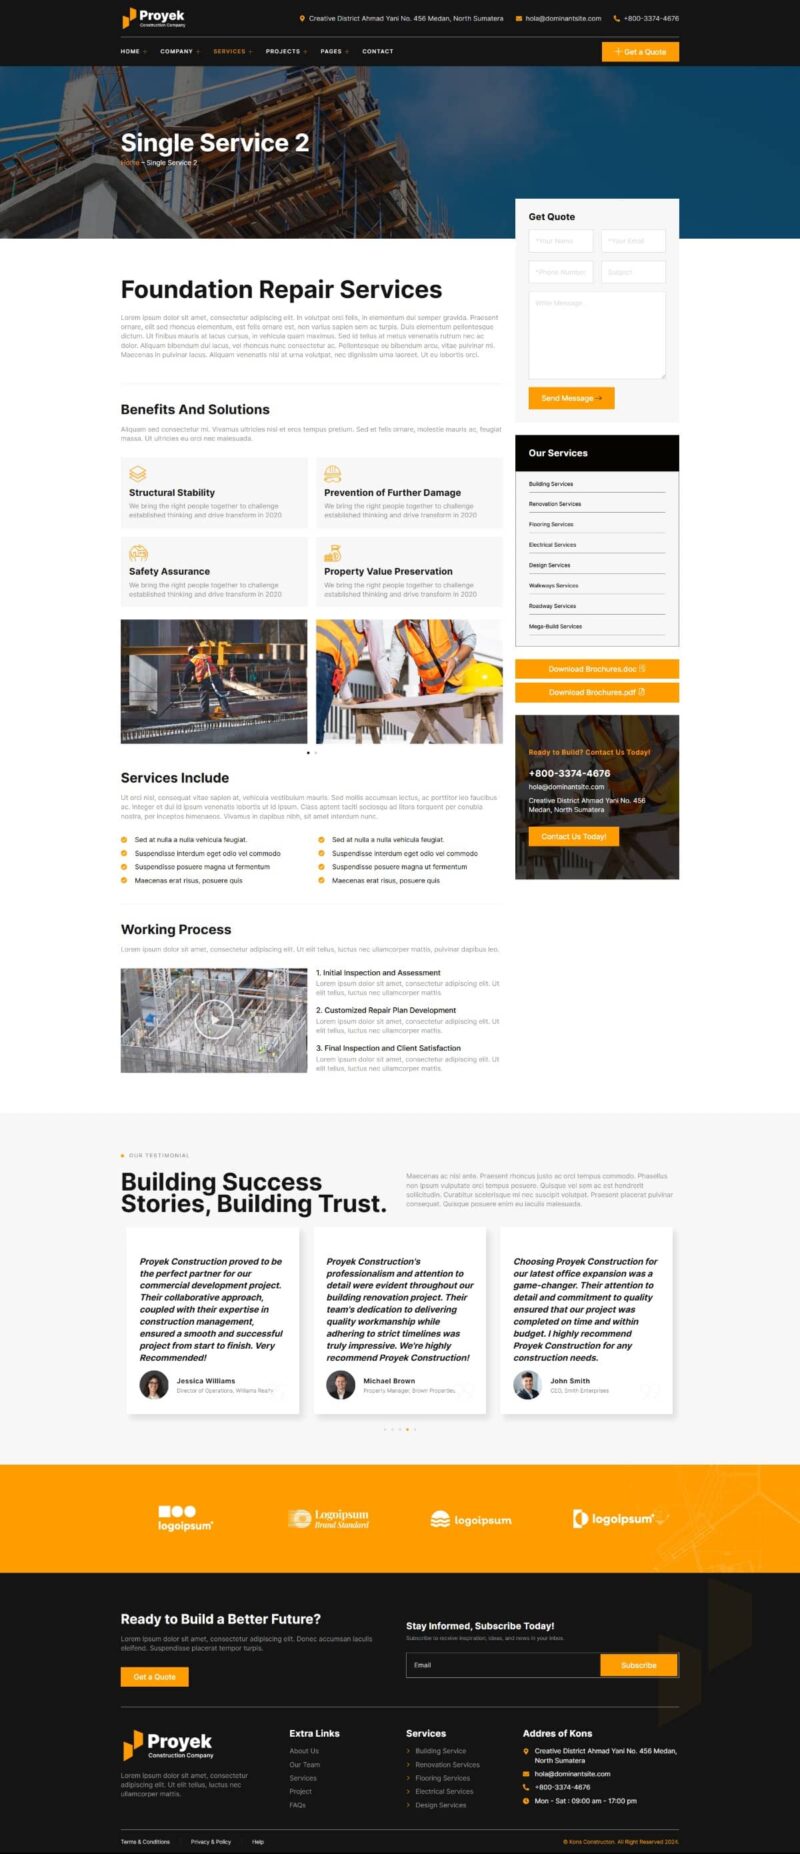 Proyek
Construction Company
Creative District Ahmad Yani No. 456 Medan, North Sumatera
hola@dominantsite.com
+800-3374-4676
HOME +
COMPANY +
SERVICES +
PROJECTS +
PAGES +
CONTACT
+ Get a Quote
Single Service 2
Home – Single Service 2
Get Quote
*Your Name
*Your Email
*Phone Number
Subject
Write Message...
Send Message
Foundation Repair Services
Lorem ipsum dolor sit amet, consectetur adipiscing elit. In volutpat orci felis, in elementum dui semper gravida. Praesent
ornare, elit sed rhoncus elementum, est felis ornare est, non varius sapien sem ac turpis. Duis elementum pellentesque
dictum. Ut finibus mauris at lacus cursus, in vehicula quam maximus. Sed id tellus at metus venenatis rutrum nec ac
dolor. Aliquam bibendum dui lacus, vel rhoncus nunc consectetur ac. Pellentesque eu bibendum arcu, vitae pulvinar mi.
Maecenas in pulvinar lacus. Aliquam venenatis nisl at urna volutpat, nec dignissim urna laoreet. Ut eu lobortis orci.
Benefits And Solutions
Aliquam sed consectetur mi. Vivamus ultricies nisl et eros tempus pretium. Sed et felis ornare, molestie mauris ac, feugiat
massa. Ut ultricies eu orci nec malesuada.
Structural Stability
We bring the right people together to challenge
established thinking and drive transform in 2020
Prevention of Further Damage
We bring the right people together to challenge
established thinking and drive transform in 2020
Safety Assurance
We bring the right people together to challenge
established thinking and drive transform in 2020
Property Value Preservation
We bring the right people together to challenge
established thinking and drive transform in 2020
Our Services
Building Services
Renovation Services
Flooring Services
Electrical Services
Design Services
Walkways Services
Roadway Services
Mega-Build Services
Download Brochures.doc
Download Brochures.pdf
Ready to Build? Contact Us Today!
+800-3374-4676
hola@dominantsite.com
Creative District Ahmad Yani No. 456
Medan, North Sumatera
Contact Us Today!
Services Include
Ut orci nisl, consequat vitae sapien at, vehicula vestibulum mauris. Sed mollis accumsan lectus, ac porttitor leo faucibus
ac. Integer et dui id ipsum venenatis lobortis ut id ipsum. Class aptent taciti sociosqu ad litora torquent per conubia
nostra, per inceptos himenaeos. Vivamus in dapibus nibh, sit amet interdum nunc.
Sed at nulla a nulla vehicula feugiat.
Suspendisse interdum eget odio vel commodo
Suspendisse posuere magna ut fermentum
Maecenas erat risus, posuere quis
Sed at nulla a nulla vehicula feugiat.
Suspendisse interdum eget odio vel commodo
Suspendisse posuere magna ut fermentum
Maecenas erat risus, posuere quis
Working Process
Lorem ipsum dolor sit amet, consectetur adipiscing elit. Ut elit tellus, luctus nec ullamcorper mattis, pulvinar dapibus leo.
1. Initial Inspection and Assessment
Lorem ipsum dolor sit amet, consectetur adipiscing elit. Ut
elit tellus, luctus nec ullamcorper mattis
2. Customized Repair Plan Development
Lorem ipsum dolor sit amet, consectetur adipiscing elit. Ut
elit tellus, luctus nec ullamcorper mattis.
3. Final Inspection and Client Satisfaction
Lorem ipsum dolor sit amet, consectetur adipiscing elit. Ut
elit tellus, luctus nec ullamcorper mattis.
OUR TESTIMONIAL
Building Success
Stories, Building Trust.
Maecenas ac nisi ante. Praesent rhoncus justo ac orci tempus commodo. Phasellus
non ipsum vulputate orci tempus posuere. Quisque vel sem ac est hendrerit
sollicitudin. Curabitur scelerisque mi nec suscipit volutpat. Praesent placerat pulvinar
consequat. Quisque posuere enim eu iaculis malesuada.
Proyek Construction proved to be
the perfect partner for our
commercial development project.
Their collaborative approach,
coupled with their expertise in
construction management,
ensured a smooth and successful
project from start to finish. Very
Recommended!
Jessica Williams
Director of Operations, Williams Realty
Proyek Construction's
professionalism and attention to
detail were evident throughout our
building renovation project. Their
team's dedication to delivering
quality workmanship while
adhering to strict timelines was
truly impressive. We're highly
recommend Proyek Construction!
Michael Brown
Property Manager, Brown Properties
Choosing Proyek Construction for
our latest office expansion was a
game-changer. Their attention to
detail and commitment to quality
ensured that our project was
completed on time and within
budget. I highly recommend
Proyek Construction for any
construction needs.
John Smith
CEO, Smith Enterprises
logoipsum
Logoipsum
Brand Standard
logoipsum
logoipsum
Ready to Build a Better Future?
Lorem ipsum dolor sit amet, consectetur adipiscing elit. Donec accumsan iaculis
eleifend. Suspendisse placerat tempor turpis.
Get a Quote
Stay Informed, Subscribe Today!
Subscribe to receive inspiration, ideas, and news in your inbox.
Email
Subscribe
Proyek
Construction Company
Lorem ipsum dolor sit amet, consectetur
adipiscing elit. Ut elit tellus, luctus nec
ullamcorper mattis.
Extra Links
About Us
Our Team
Services
Project
FAQs
Services
Building Service
Renovation Services
Flooring Services
Electrical Services
Design Services
Addres of Kons
Creative District Ahmad Yani No. 456 Medan,
North Sumatera
hola@dominantsite.com
+800-3374-4676
Mon - Sat : 09:00 am - 17:00 pm
Terms & Conditions
Privacy & Policy
Help
© Kons Constructon. All Right Reserved 2024.